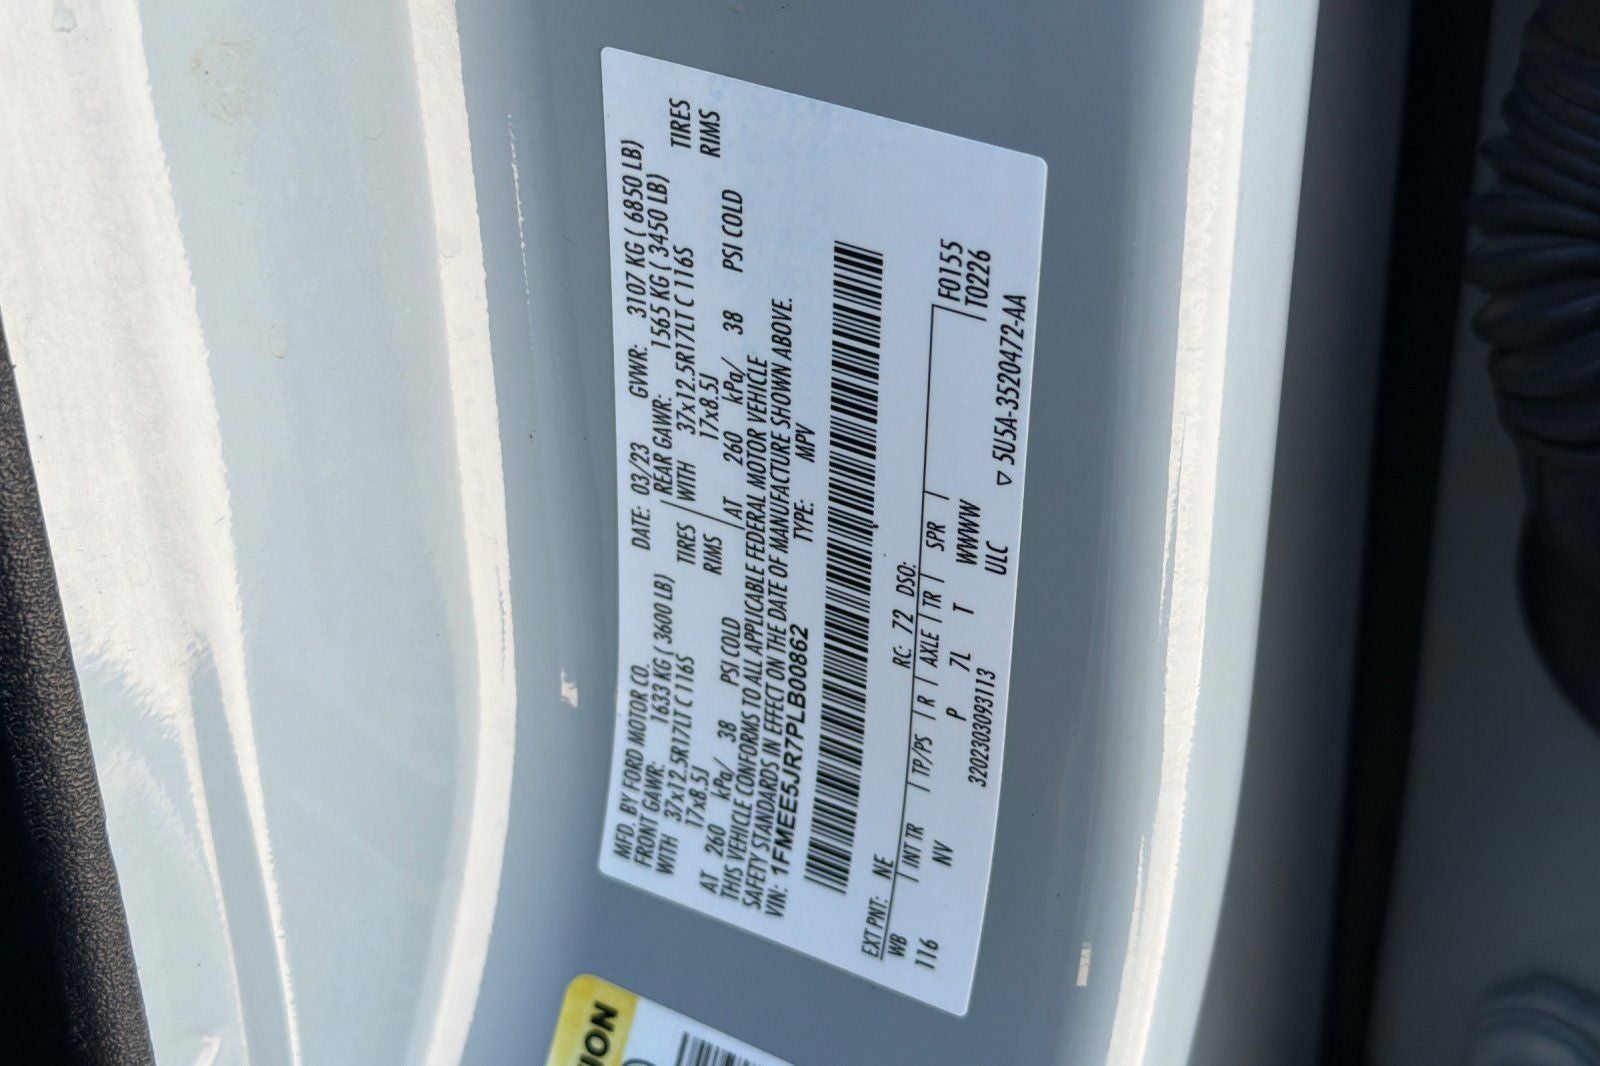 MFD. BY FORD MOTOR CO.
DATE: 03/23 GVWR: 3107 KG ( 6850 LB)
FRONT GAWR: 1633 KG ( 3600 LB) REAR GAWR: 1565 KG ( 3450 LB)
WITH 37x12.5R17LT C 116S TIRES WITH 37x12.5R17LT C 116S TIRES
17x8.5J RIMS 17x8.5J RIMS
AT 260 kPa/ 38 PSI COLD AT 260 kPa/ 38 PSI COLD
THIS VEHICLE CONFORMS TO ALL APPLICABLE FEDERAL MOTOR VEHICLE
SAFETY STANDARDS IN EFFECT ON THE DATE OF MANUFACTURE SHOWN ABOVE.
VIN: 1FMEE5JR7PLB00862 TYPE: MPV
EXT PNT: NE RC: 72 DSO:
WB INT TR TP/PS R AXLE TR SPR F0155
116 NV P 7L T WWWW T0226
3202303093113 ULC
▽ 5U5A-3520472-AA